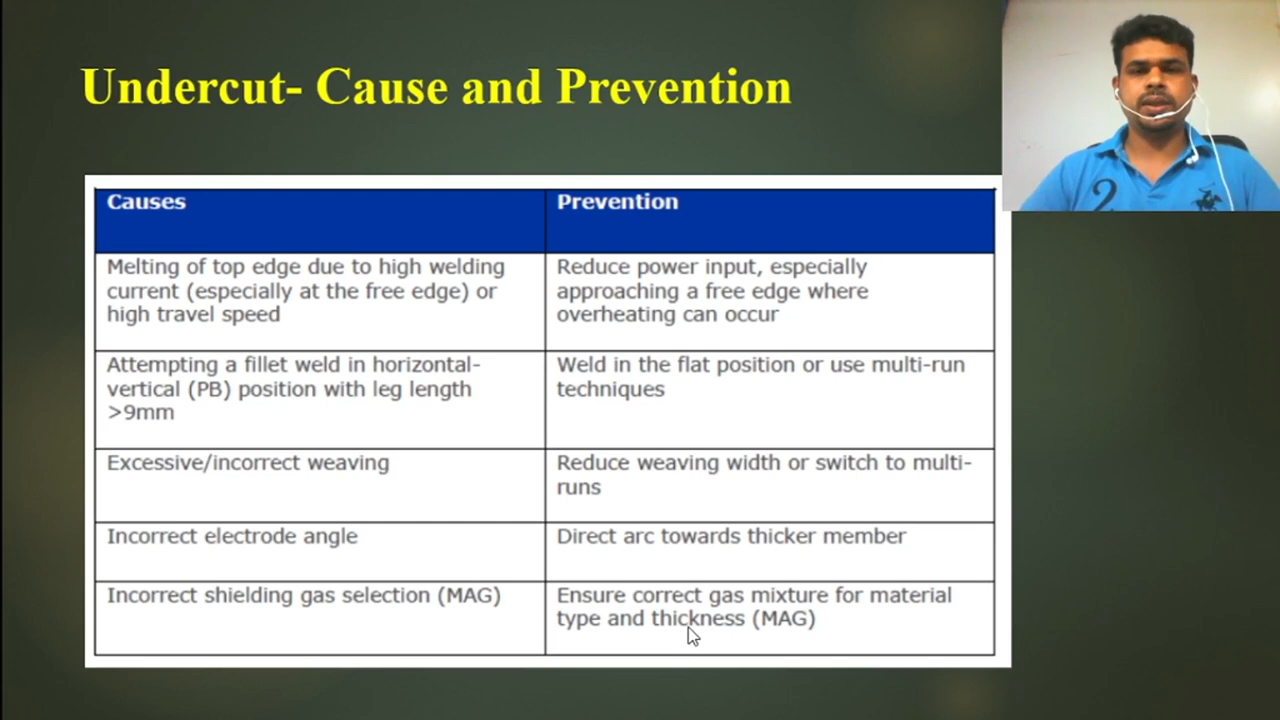 Undercut- Cause and Prevention
Causes
Prevention
Melting of top edge due to high welding
current (especially at the free edge) or
high travel speed
Reduce power input, especially
approaching a free edge where
overheating can occur
Attempting a fillet weld in horizontal-
vertical (PB) position with leg length
>9mm
Weld in the flat position or use multi-run
techniques
Excessive/incorrect weaving
Reduce weaving width or switch to multi-
runs
Incorrect electrode angle
Direct arc towards thicker member
Incorrect shielding gas selection (MAG)
Ensure correct gas mixture for material
type and thickness (MAG)
2